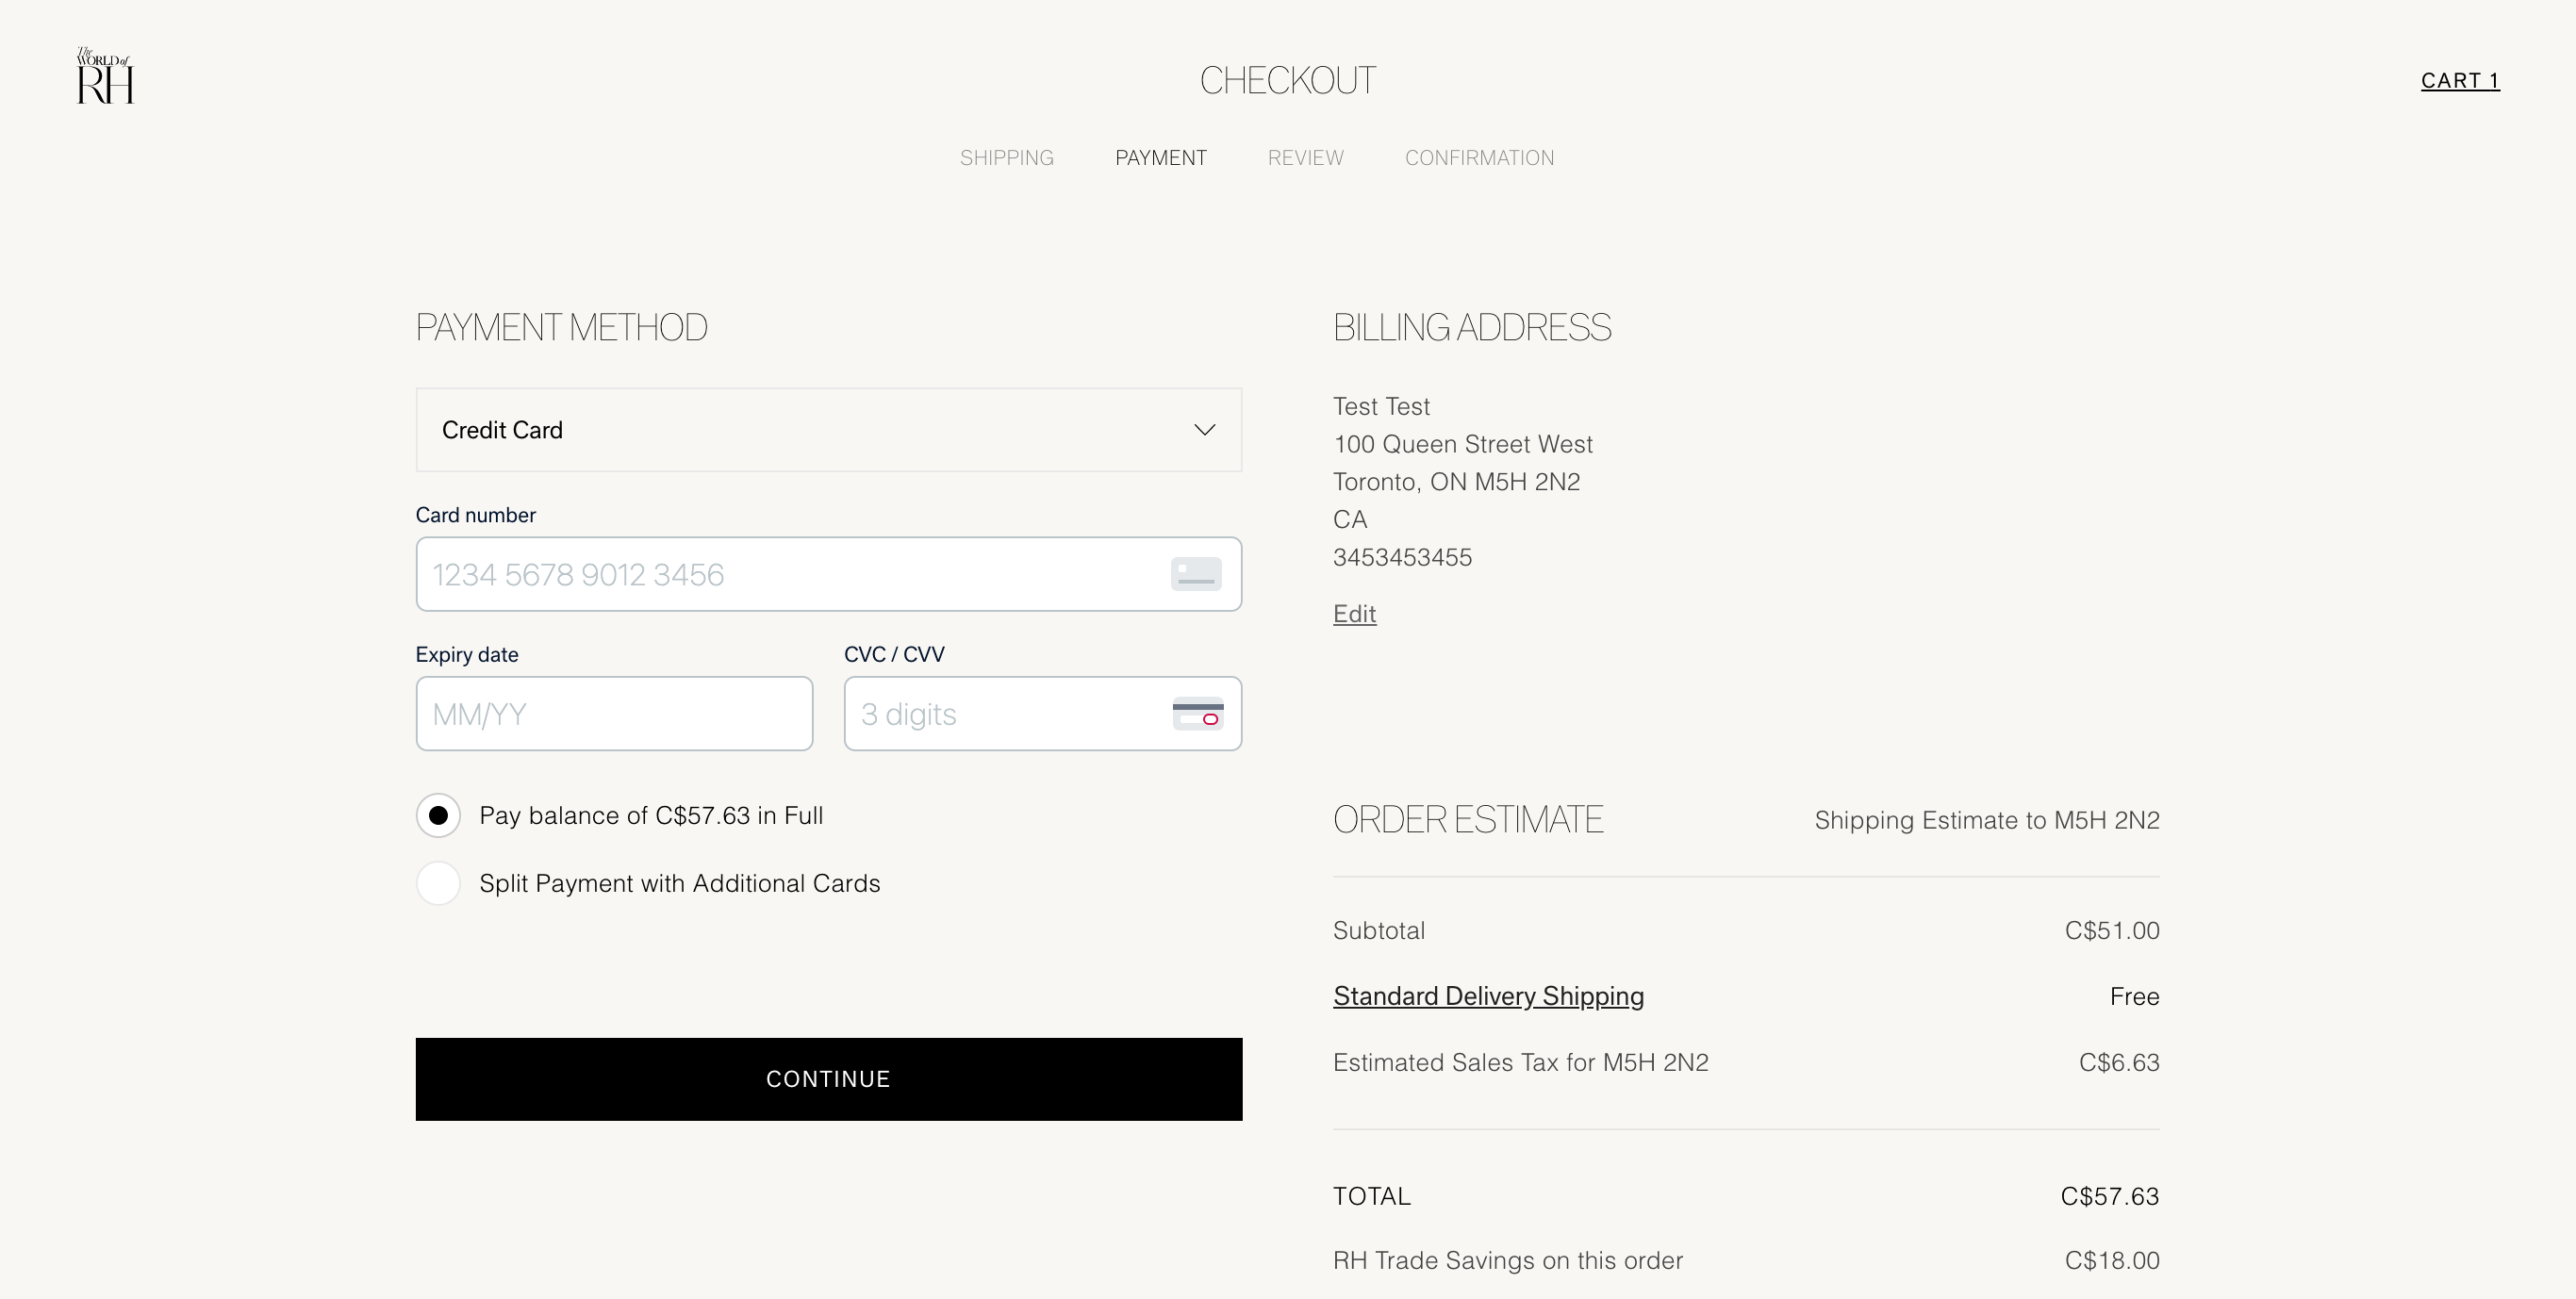 The
WORLD of
RH
CHECKOUT
CART 1
SHIPPING PAYMENT REVIEW CONFIRMATION
PAYMENT METHOD
Credit Card
Card number
1234 5678 9012 3456
Expiry date CVC / CVV
MM/YY 3 digits
Pay balance of C$57.63 in Full
Split Payment with Additional Cards
CONTINUE
BILLING ADDRESS
Test Test
100 Queen Street West
Toronto, ON M5H 2N2
CA
3453453455
Edit
ORDER ESTIMATE Shipping Estimate to M5H 2N2
Subtotal C$51.00
Standard Delivery Shipping Free
Estimated Sales Tax for M5H 2N2 C$6.63
TOTAL C$57.63
RH Trade Savings on this order C$18.00